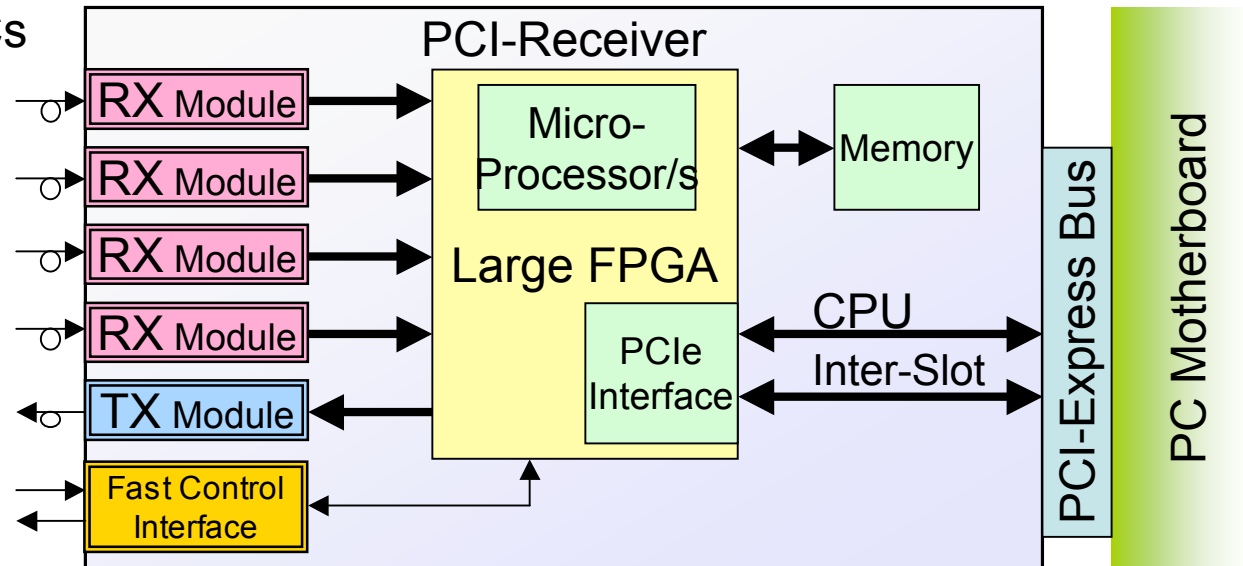 PCI-Receiver
RX Module
RX Module
RX Module
RX Module
TX Module
Fast Control
Interface
Micro-
Processor/s
Large FPGA
PCIe
Interface
Memory
CPU
Inter-Slot
PCI-Express Bus
PC Motherboard